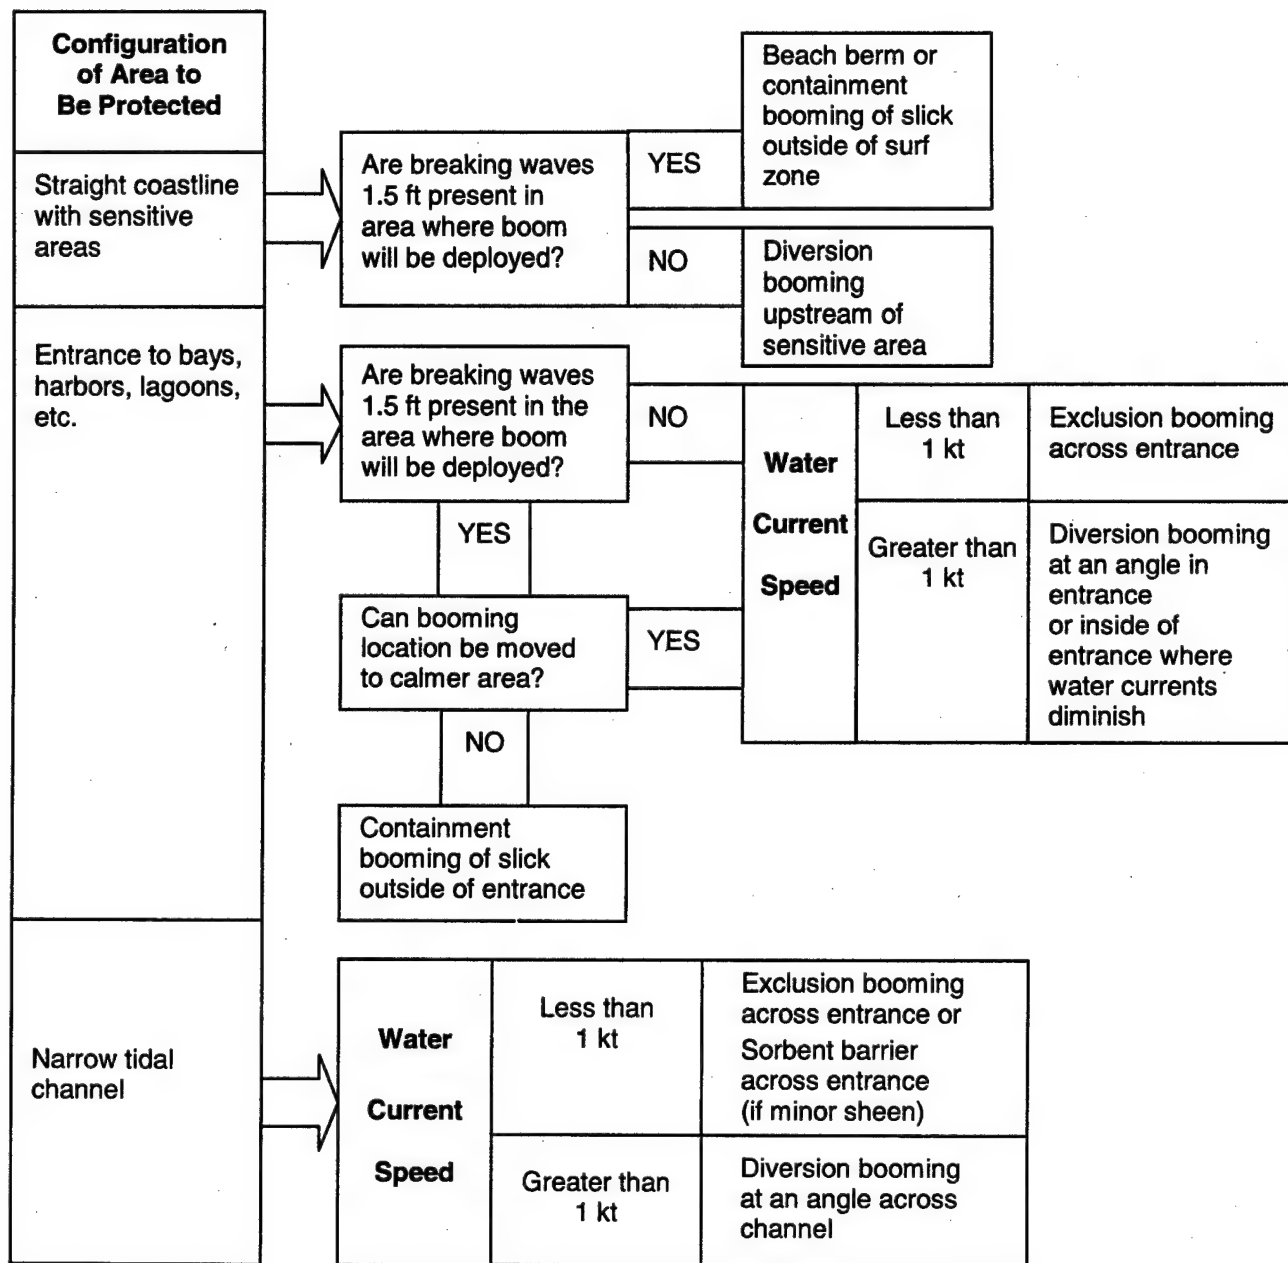 Configuration
of Area to
Be Protected
Straight coastline
with sensitive
areas
Are breaking waves
1.5 ft present in
area where boom
will be deployed?
YES
Beach berm or
containment
booming of slick
outside of surf
zone
NO
Diversion
booming
upstream of
sensitive area
Entrance to bays,
harbors, lagoons,
etc.
Are breaking waves
1.5 ft present in the
area where boom
will be deployed?
NO
YES
Can booming
location be moved
to calmer area?
YES
NO
Containment
booming of slick
outside of entrance
Water
Current
Speed
Less than
1 kt
Exclusion booming
across entrance
Greater than
1 kt
Diversion booming
at an angle in
entrance
or inside of
entrance where
water currents
diminish
Narrow tidal
channel
Water
Current
Speed
Less than
1 kt
Exclusion booming
across entrance or
Sorbent barrier
across entrance
(if minor sheen)
Greater than
1 kt
Diversion booming
at an angle across
channel